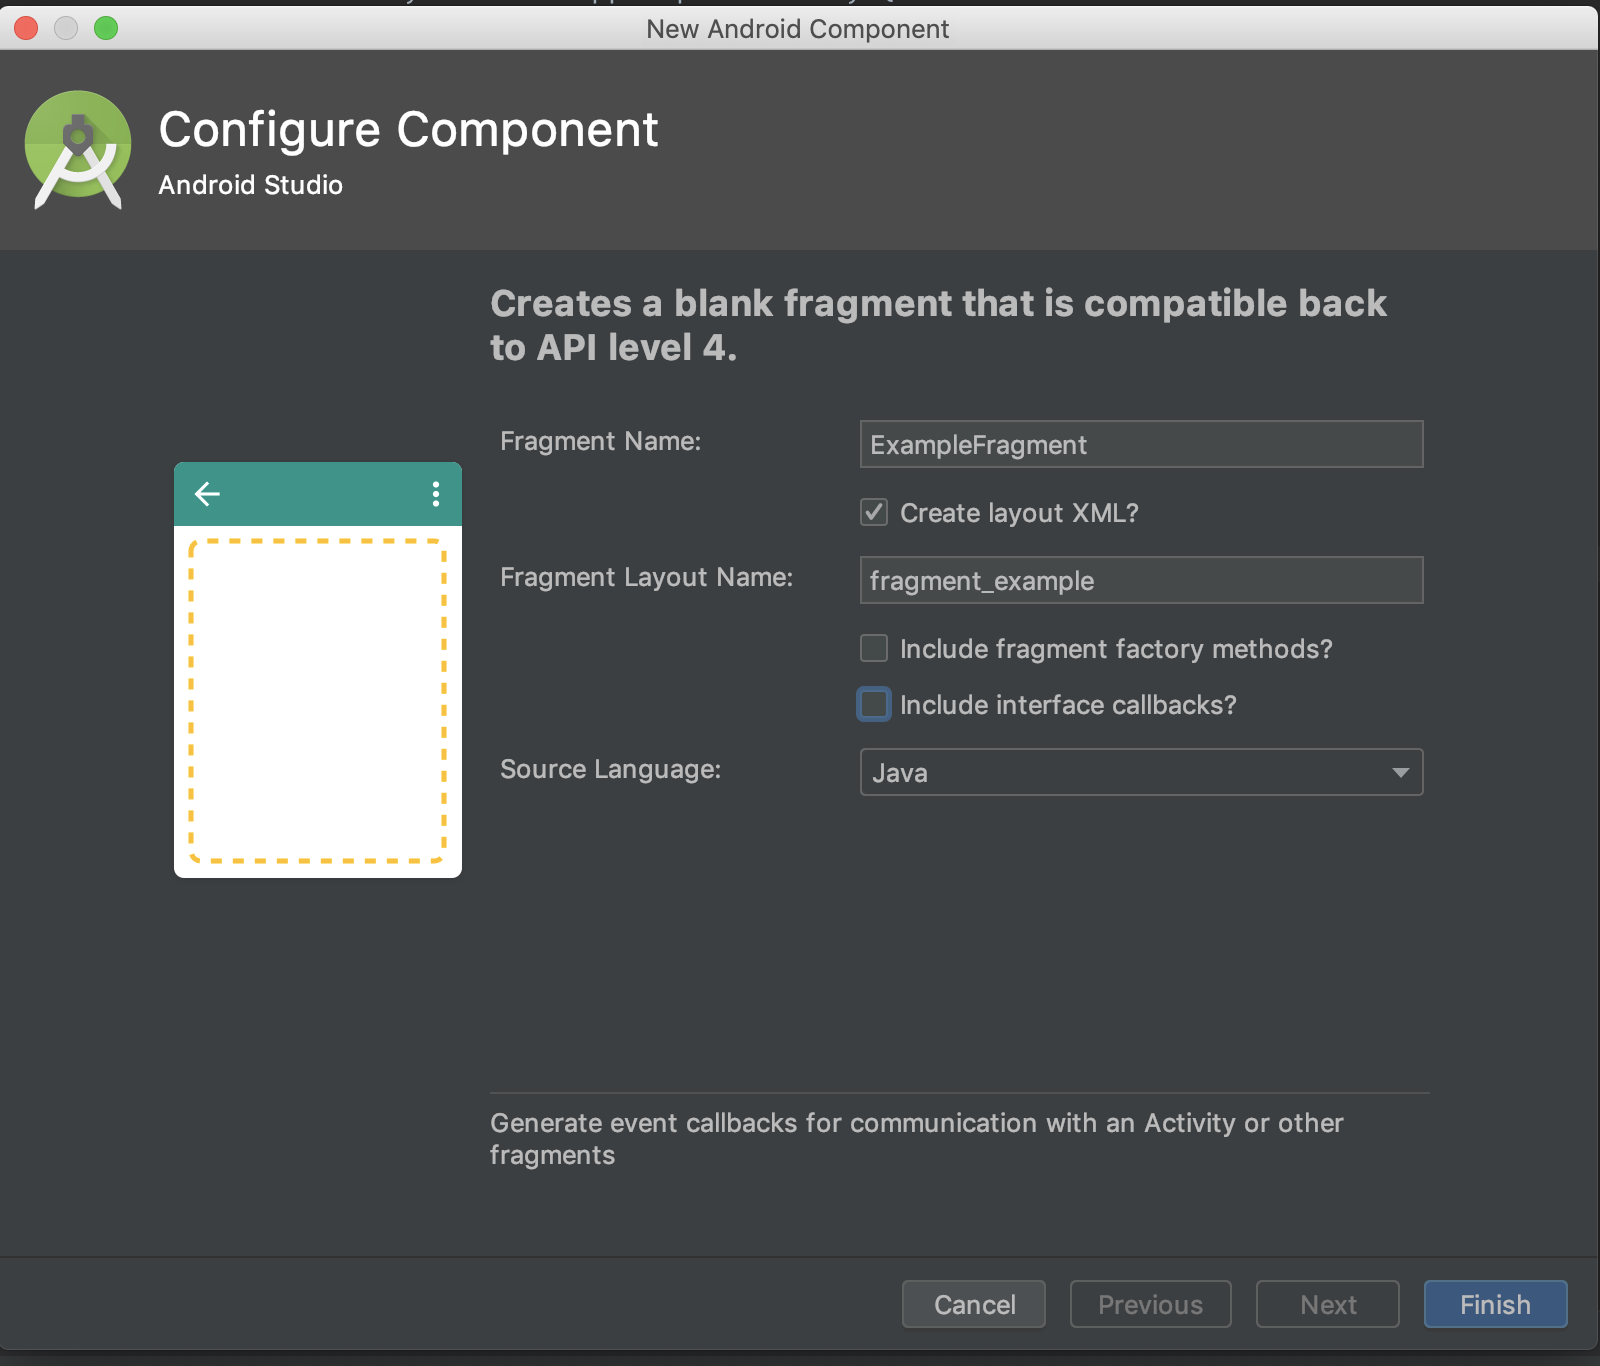 New Android Component
Configure Component
Android Studio
Creates a blank fragment that is compatible back
to API level 4.
Fragment Name:
ExampleFragment
Create layout XML?
Fragment Layout Name:
fragment_example
Include fragment factory methods?
Include interface callbacks?
Source Language:
Java
Generate event callbacks for communication with an Activity or other
fragments
Cancel
Previous
Next
Finish